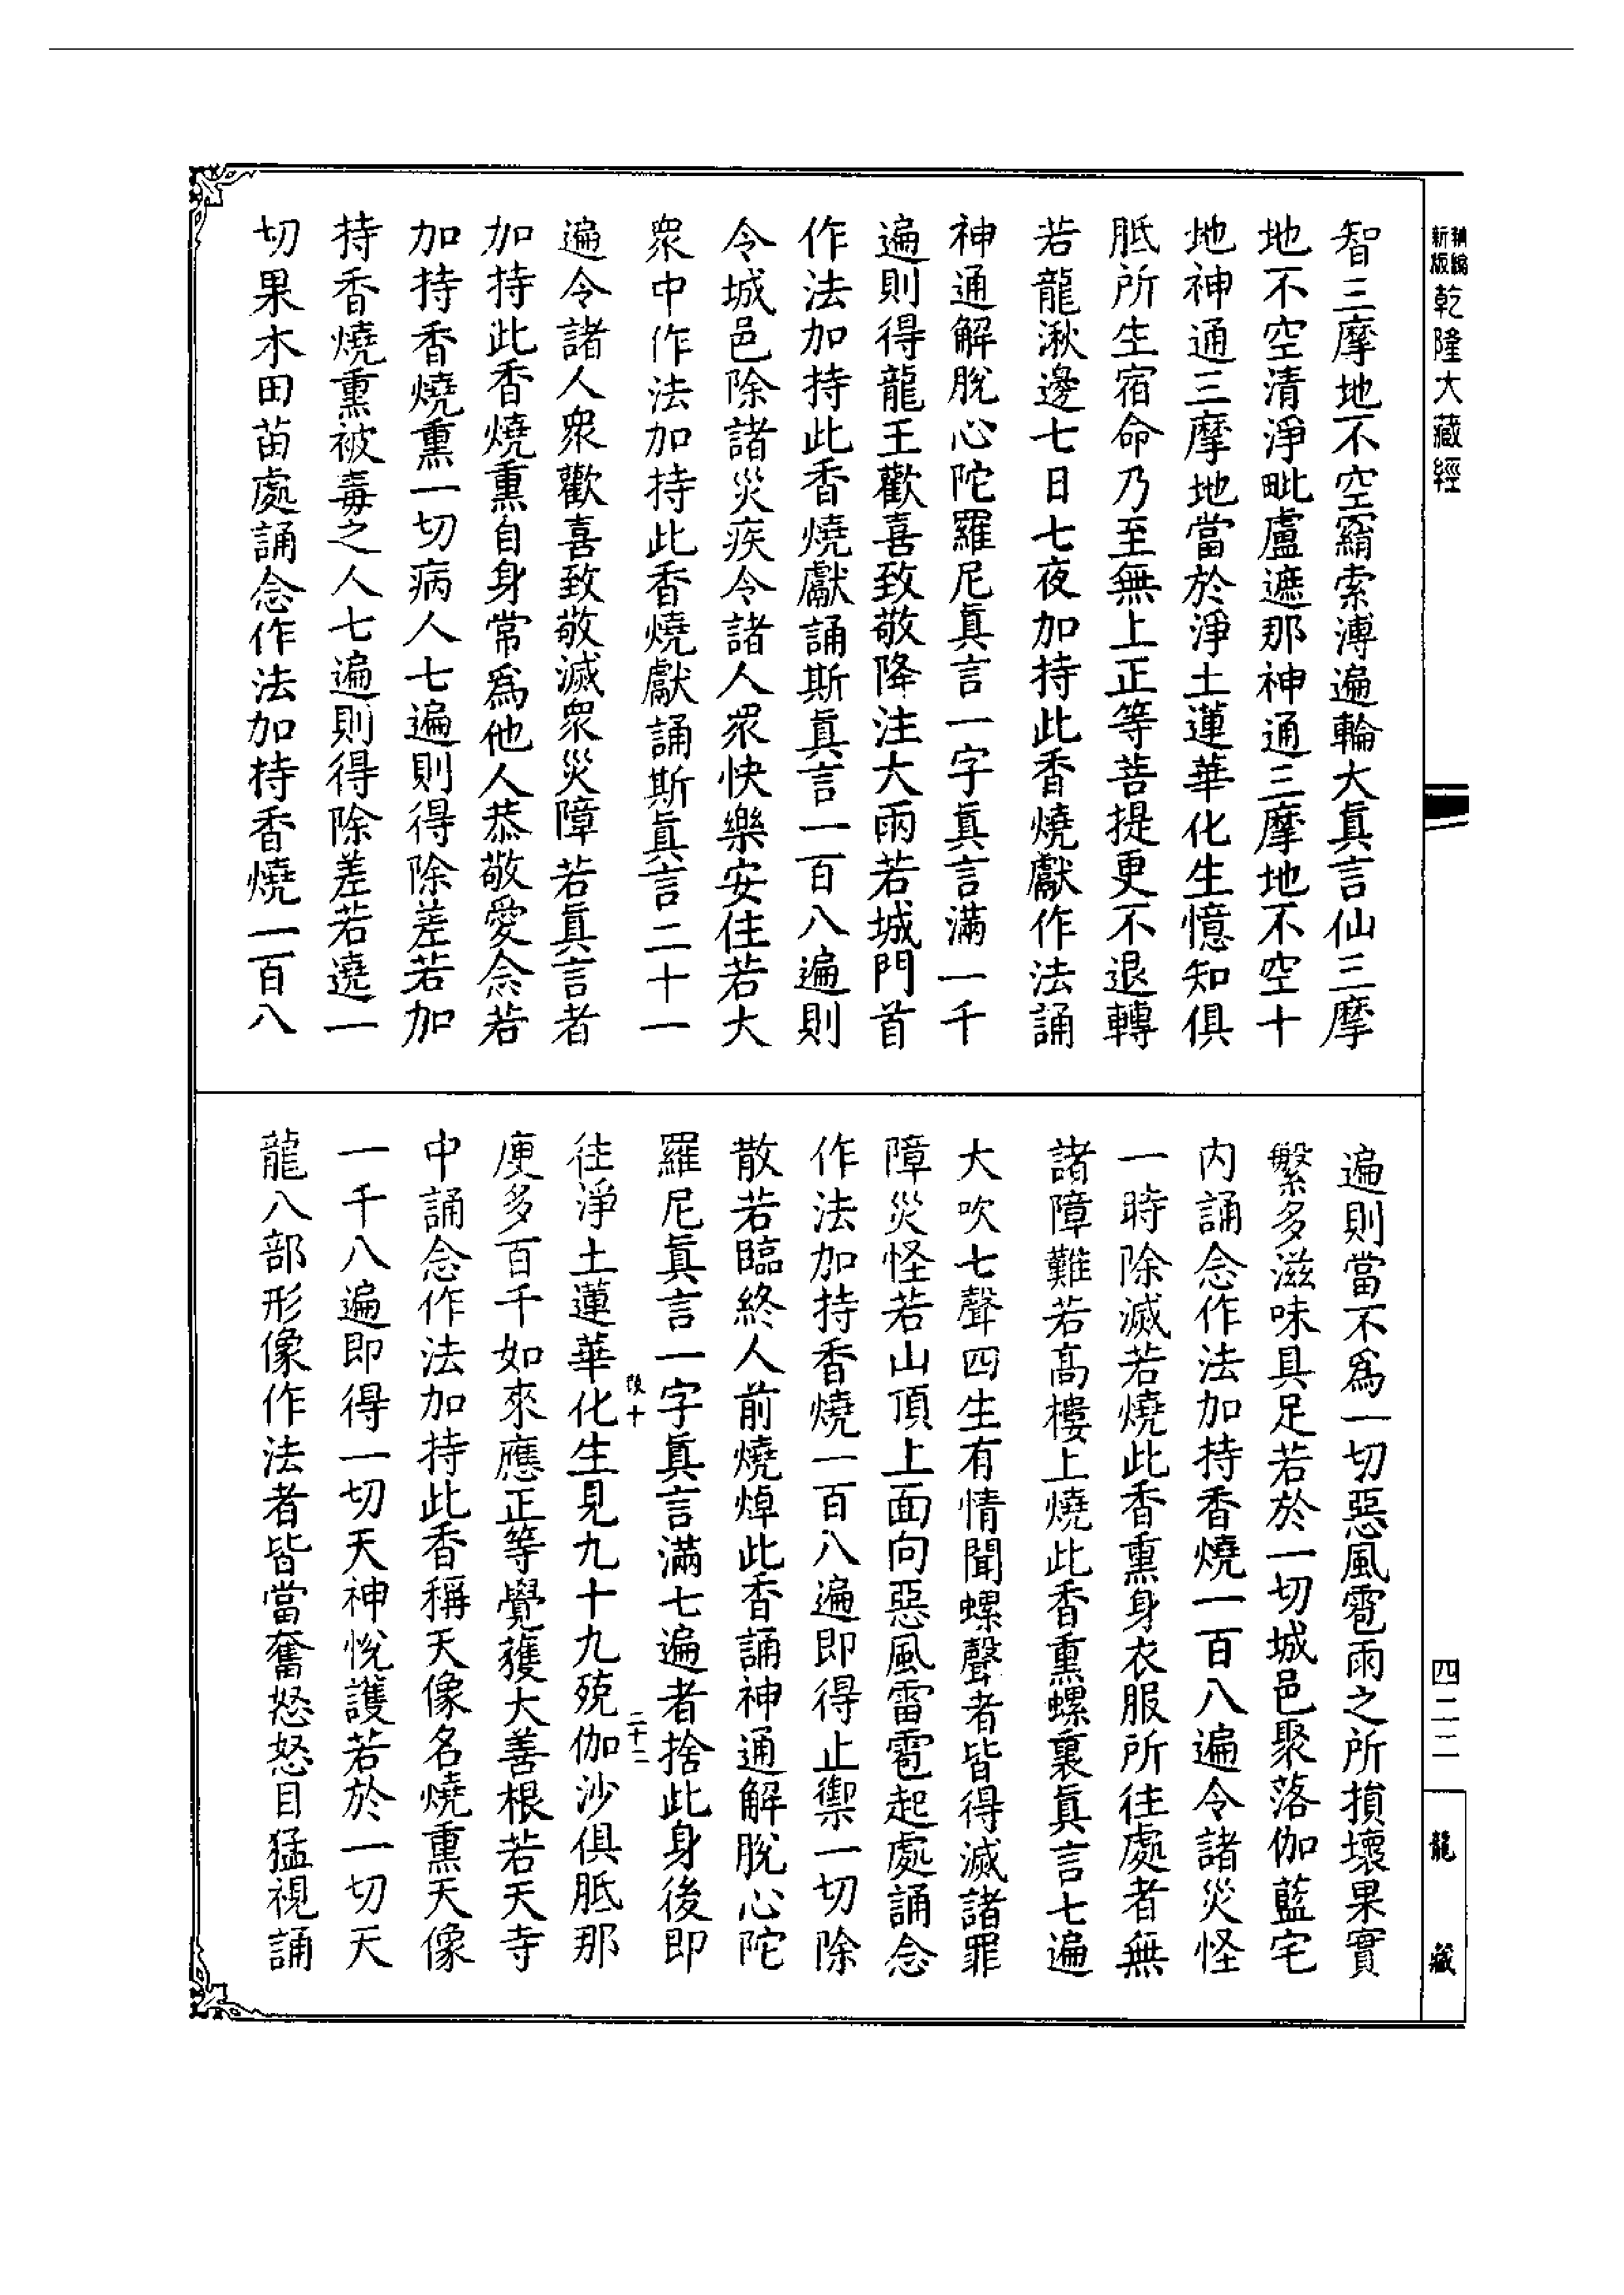 新編
新版
乾隆大藏經
四二二
龍藏
智三摩地不空羂索溥遍輪大真言仙三摩
地不空清淨毗盧遮那神通三摩地不空十
地神通三摩地當於淨土蓮華化生憶知俱
胝所生宿命乃至無上正等菩提更不退轉
若龍湫邊七日七夜加持此香燒獻作法誦
神通解脫心陀羅尼真言一字真言滿一千
遍則得龍王歡喜致敬降注大雨若城門首
作法加持此香燒獻誦斯真言一百八遍則
令城邑除諸災疾令諸人眾快樂安住若大
眾中作法加持此香燒獻誦斯真言二十一
遍令諸人眾歡喜致敬滅眾災障若真言者
加持此香燒熏自身常為他人恭敬愛念若
加持香燒熏一切病人七遍則得除差若加
持香燒熏被毒之人七遍則得除差若遶一
切果木田苗處誦念作法加持香燒一百八
遍則當不為一切惡風雹雨之所損壞果實
繁多滋味具足若於一切城邑聚落伽藍宅
內誦念作法加持香燒一百八遍令諸災怪
一時除滅若燒此香熏身衣服所往處者無
諸障難若高樓上燒此香熏螺裏真言七遍
大吹七聲四生有情聞螺聲者皆得滅諸罪
障災怪若山頂上面向惡風雷雹起處誦念
作法加持香燒一百八遍即得止禦一切除
散若臨終人前燒焯此香誦神通解脫心陀
羅尼真言一字真言滿七遍者捨此身後即
往淨土蓮華化生見九十九殑伽沙俱胝那
庾多百千如來應正等覺獲大善根若天寺
中誦念作法加持此香稱天像名燒熏天像
一千八遍即得一切天神悅護若於一切天
龍八部形像作法者皆當奮怒怒目猛視誦
十
二十二